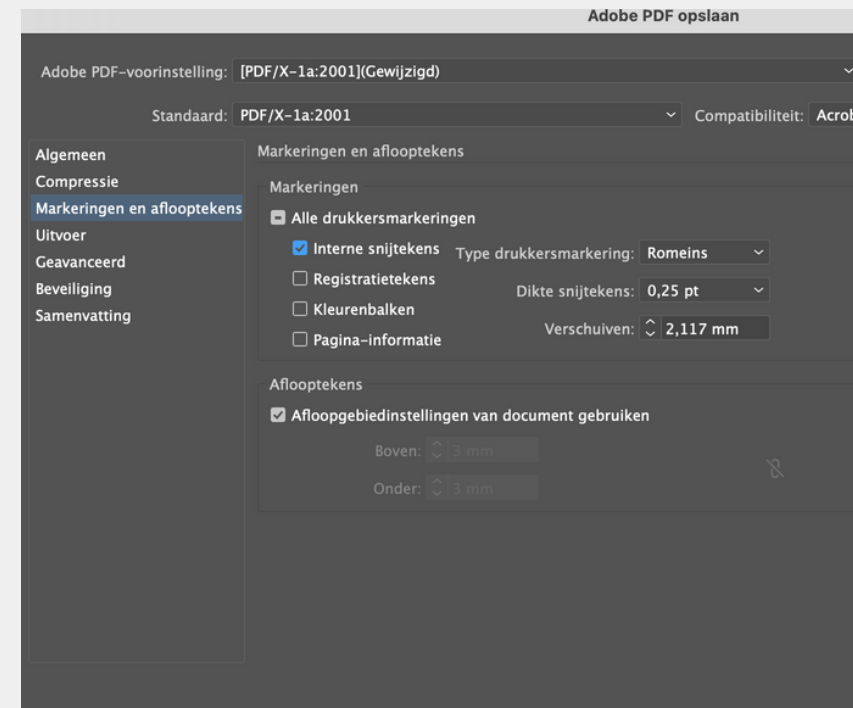 Adobe PDF opslaan
Adobe PDF-voorinstelling: [PDF/X-1a:2001](Gewijzigd)
Standaard: PDF/X-1a:2001 Compatibiliteit: Acrob
Algemeen
Compressie
Markeringen en aflooptekens
Uitvoer
Geavanceerd
Beveiliging
Samenvatting
Markeringen en aflooptekens
Markeringen
Alle drukkersmarkeringen
Interne snijtekens
Registratietekens
Kleurenbalken
Pagina-informatie
Type drukkersmarkering: Romeins
Dikte snijtekens: 0,25 pt
Verschuiven: 2,117 mm
Aflooptekens
Afloopgebiedinstellingen van document gebruiken
Boven: 3 mm
Onder: 3 mm